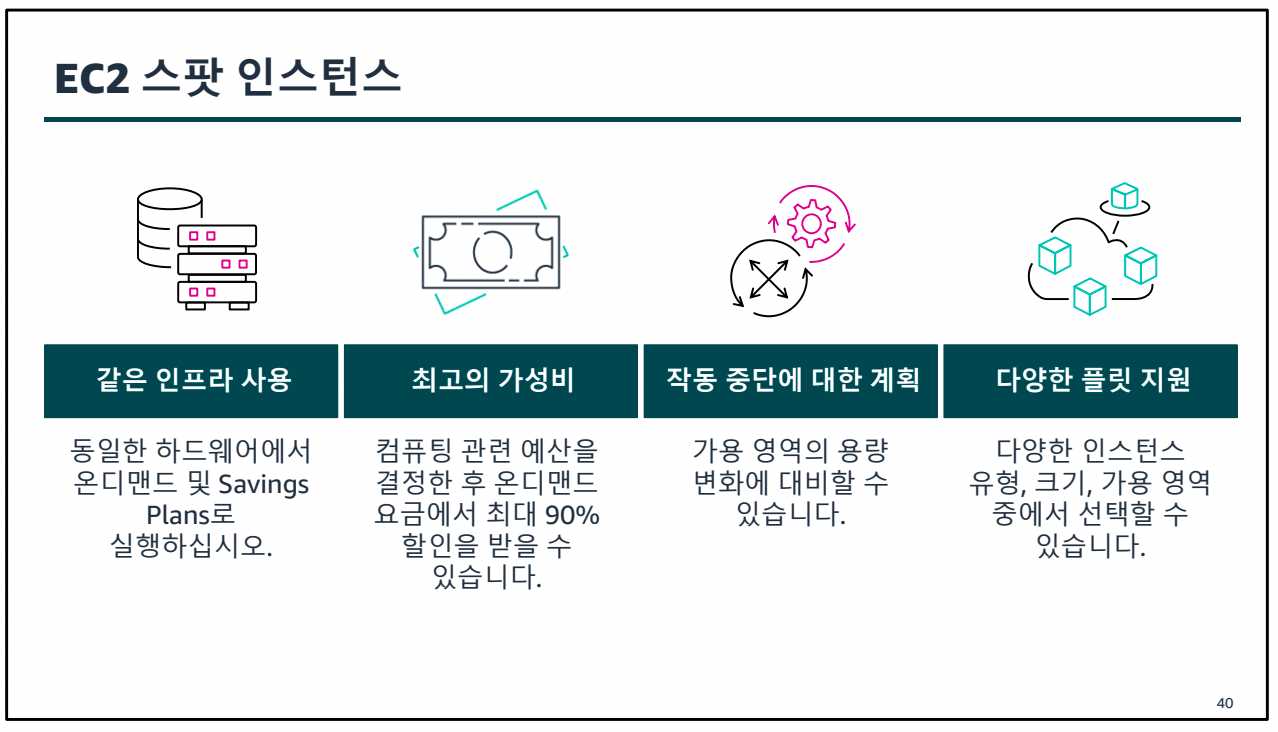 EC2 스팟 인스턴스
같은 인프라 사용
동일한 하드웨어에서
온디맨드 및 Savings
Plans로
실행하십시오.
최고의 가성비
컴퓨팅 관련 예산을
결정한 후 온디맨드
요금에서 최대 90%
할인을 받을 수
있습니다.
작동 중단에 대한 계획
가용 영역의 용량
변화에 대비할 수
있습니다.
다양한 플릿 지원
다양한 인스턴스
유형, 크기, 가용 영역
중에서 선택할 수
있습니다.
40